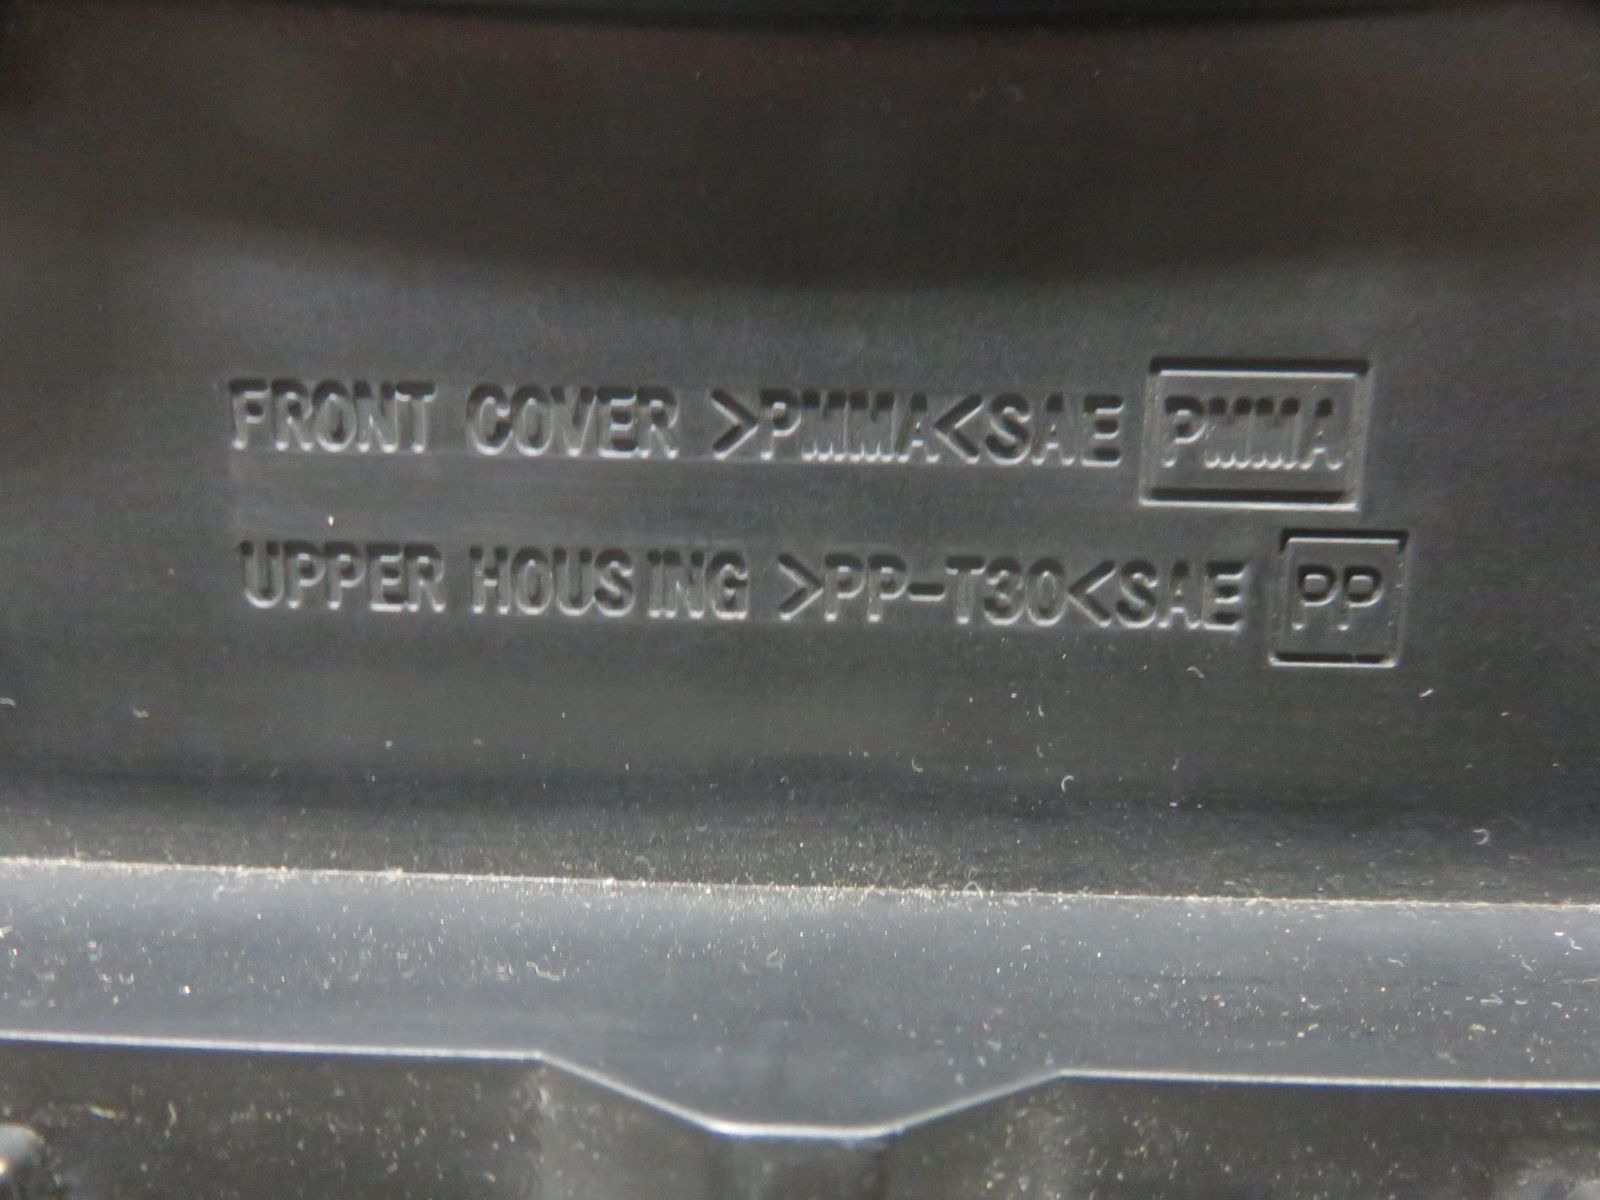 FRONT COVER >PMMA<SAE PMMA
UPPER HOUSING >PP-T30<SAE PP